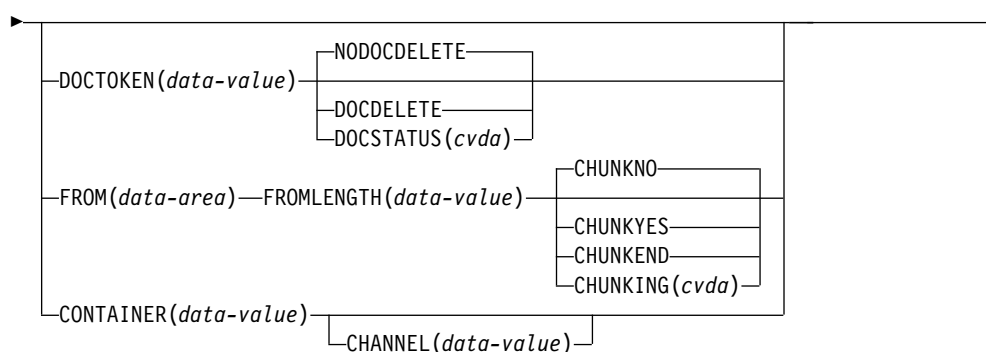 NODOCDELETE
DOCTOKEN(data-value)
DOCDELETE
DOCSTATUS(cvda)
CHUNKNO
FROM(data-area) FROMLENGTH(data-value)
CHUNKYES
CHUNKEND
CHUNKING(cvda)
CONTAINER(data-value)
CHANNEL(data-value)